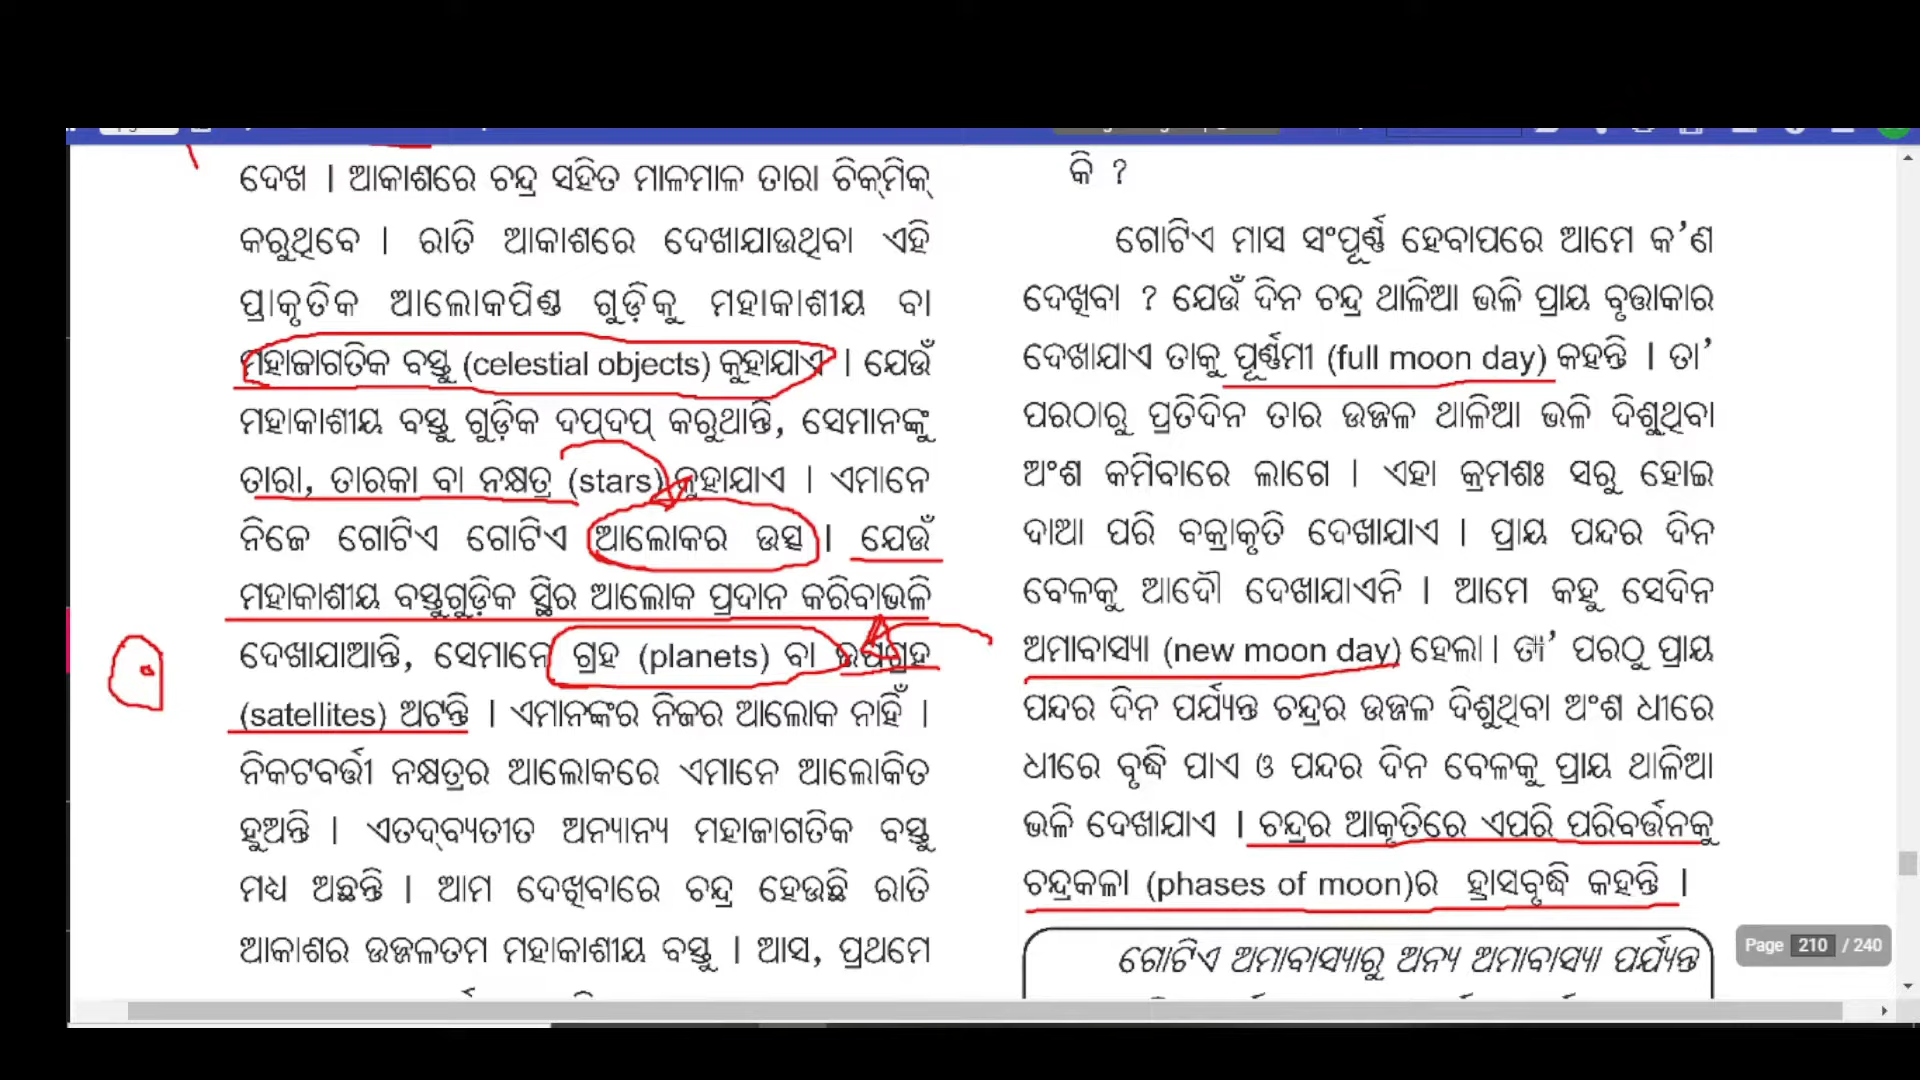 ଦେଖ । ଆକାଶରେ ଚନ୍ଦ୍ର ସହିତ ମାଳମାଳ ତାରା ଚିକ୍‌ମିକ୍
କରୁଥିବେ । ରାତି ଆକାଶରେ ଦେଖାଯାଉଥିବା ଏହି
ପ୍ରାକୃତିକ ଆଲୋକପିଣ୍ଡ ଗୁଡ଼ିକୁ ମହାକାଶୀୟ ବା
ମହାଜାଗତିକ ବସ୍ତୁ (celestial objects) କୁହାଯାଏ । ଯେଉଁ
ମହାକାଶୀୟ ବସ୍ତୁ ଗୁଡ଼ିକ ଦପ୍‌ଦପ୍ କରୁଥାନ୍ତି, ସେମାନଙ୍କୁ
ତାରା, ତାରକା ବା ନକ୍ଷତ୍ର (stars) କୁହାଯାଏ । ଏମାନେ
ନିଜେ ଗୋଟିଏ ଗୋଟିଏ ଆଲୋକର ଉତ୍ସ । ଯେଉଁ
ମହାକାଶୀୟ ବସ୍ତୁଗୁଡ଼ିକ ସ୍ଥିର ଆଲୋକ ପ୍ରଦାନ କରିବାଭଳି
ଦେଖାଯାଆନ୍ତି, ସେମାନେ ଗ୍ରହ (planets) ବା ଉପଗ୍ରହ
(satellites) ଅଟନ୍ତି । ଏମାନଙ୍କର ନିଜର ଆଲୋକ ନାହିଁ ।
ନିକଟବର୍ତ୍ତୀ ନକ୍ଷତ୍ରର ଆଲୋକରେ ଏମାନେ ଆଲୋକିତ
ହୁଅନ୍ତି । ଏତଦ୍‌ବ୍ୟତୀତ ଅନ୍ୟାନ୍ୟ ମହାଜାଗତିକ ବସ୍ତୁ
ମଧ୍ୟ ଅଛନ୍ତି । ଆମ ଦେଖିବାରେ ଚନ୍ଦ୍ର ହେଉଛି ରାତି
ଆକାଶର ଉଜ୍ଜଳତମ ମହାକାଶୀୟ ବସ୍ତୁ । ଆସ, ପ୍ରଥମେ
କି ?
ଗୋଟିଏ ମାସ ସଂପୂର୍ଣ୍ଣ ହେବାପରେ ଆମେ କ’ଣ
ଦେଖିବା ? ଯେଉଁ ଦିନ ଚନ୍ଦ୍ର ଥାଳିଆ ଭଳି ପ୍ରାୟ ବୃତ୍ତାକାର
ଦେଖାଯାଏ ତାକୁ ପୂର୍ଣ୍ଣମୀ (full moon day) କହନ୍ତି । ତା’
ପରଠାରୁ ପ୍ରତିଦିନ ତାର ଉଜ୍ଜଳ ଥାଳିଆ ଭଳି ଦିଶୁଥିବା
ଅଂଶ କମିବାରେ ଲାଗେ । ଏହା କ୍ରମଶଃ ସରୁ ହୋଇ
ଦାଆ ପରି ବକ୍ରାକୃତି ଦେଖାଯାଏ । ପ୍ରାୟ ପନ୍ଦର ଦିନ
ବେଳକୁ ଆଦୌ ଦେଖାଯାଏନି । ଆମେ କହୁ ସେଦିନ
ଅମାବାସ୍ୟା (new moon day) ହେଲା । ତା’ ପରଠୁ ପ୍ରାୟ
ପନ୍ଦର ଦିନ ପର୍ଯ୍ୟନ୍ତ ଚନ୍ଦ୍ରର ଉଜ୍ଜଳ ଦିଶୁଥିବା ଅଂଶ ଧୀରେ
ଧୀରେ ବୃଦ୍ଧି ପାଏ ଓ ପନ୍ଦର ଦିନ ବେଳକୁ ପ୍ରାୟ ଥାଳିଆ
ଭଳି ଦେଖାଯାଏ । ଚନ୍ଦ୍ରର ଆକୃତିରେ ଏପରି ପରିବର୍ତ୍ତନକୁ
ଚନ୍ଦ୍ରକଳା (phases of moon)ର ହ୍ରାସବୃଦ୍ଧି କହନ୍ତି ।
ଗୋଟିଏ ଅମାବାସ୍ୟାରୁ ଅନ୍ୟ ଅମାବାସ୍ୟା ପର୍ଯ୍ୟନ୍ତ
Page 210 / 240